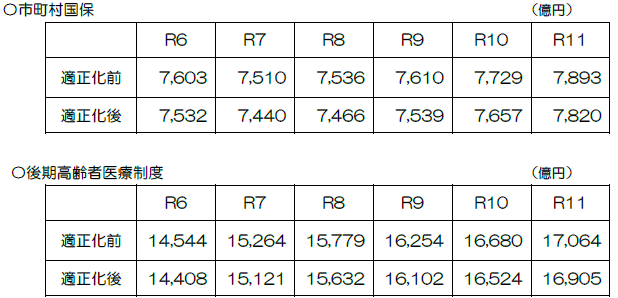 〇市町村国保 （億円）
R6 R7 R8 R9 R10 R11
適正化前 7,603 7,510 7,536 7,610 7,729 7,893
適正化後 7,532 7,440 7,466 7,539 7,657 7,820
〇後期高齢者医療制度 （億円）
R6 R7 R8 R9 R10 R11
適正化前 14,544 15,264 15,779 16,254 16,680 17,064
適正化後 14,408 15,121 15,632 16,102 16,524 16,905